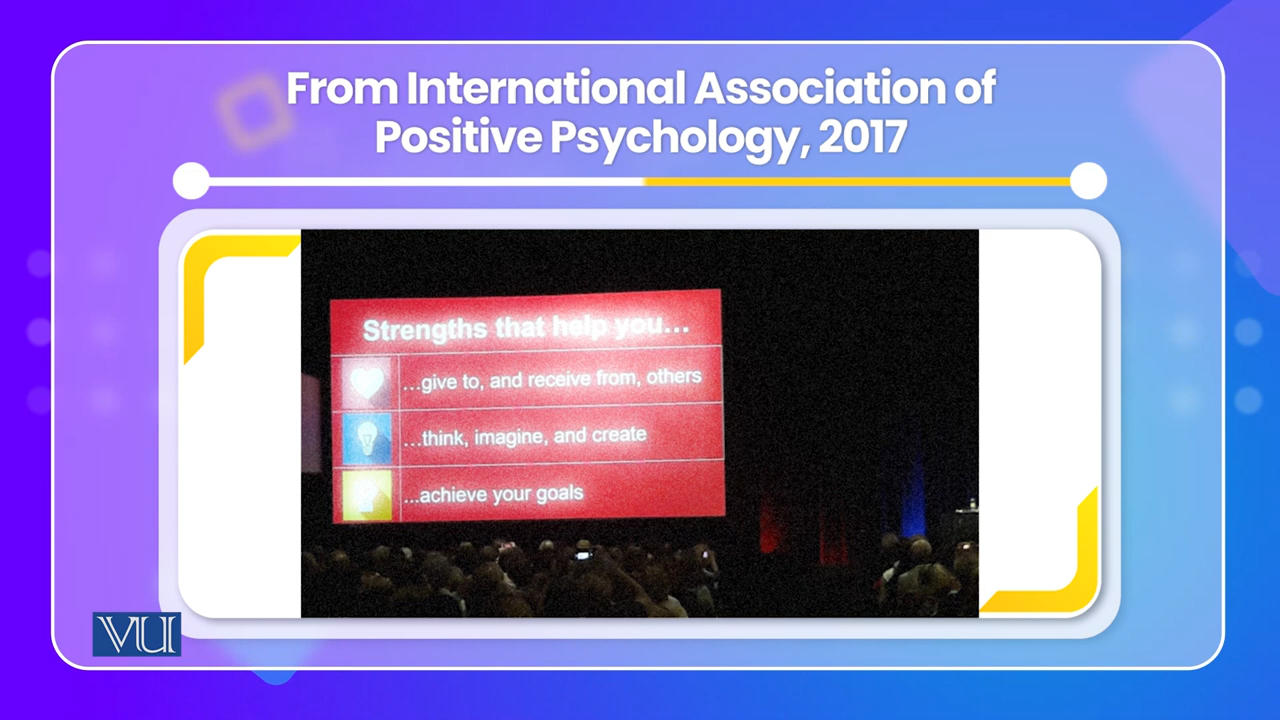 From International Association of
Positive Psychology, 2017
Strengths that help you...
...give to, and receive from, others
...think, imagine, and create
...achieve your goals
VU